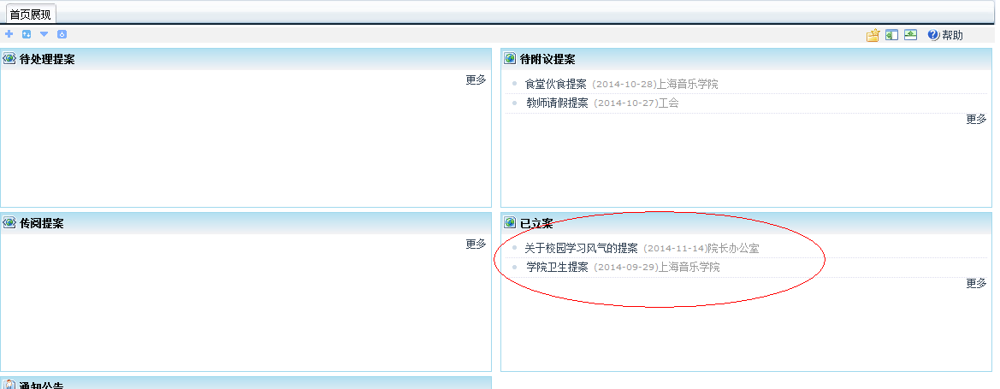 首页展现
帮助
待处理提案
更多
待附议提案
食堂伙食提案 (2014-10-28)上海音乐学院
教师请假提案 (2014-10-27)工会
更多
传阅提案
更多
已立案
关于校园学习风气的提案 (2014-11-14)院长办公室
学院卫生提案 (2014-09-29)上海音乐学院
更多
通知公告